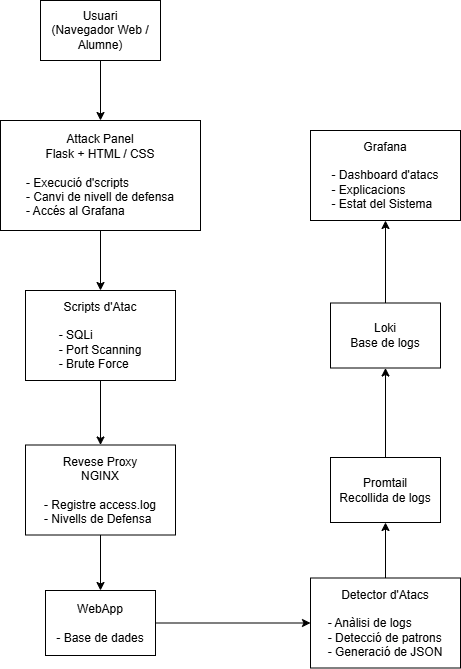 Usuari
(Navegador Web /
Alumne)
Attack Panel
Flask + HTML / CSS
- Execució d'scripts
- Canvi de nivell de defensa
- Accés al Grafana
Scripts d'Atac
- SQLi
- Port Scanning
- Brute Force
Revese Proxy
NGINX
- Registre access.log
- Nivells de Defensa
WebApp
- Base de dades
Detector d'Atacs
- Anàlisi de logs
- Detecció de patrons
- Generació de JSON
Promtail
Recollida de logs
Loki
Base de logs
Grafana
- Dashboard d'atacs
- Explicacions
- Estat del Sistema